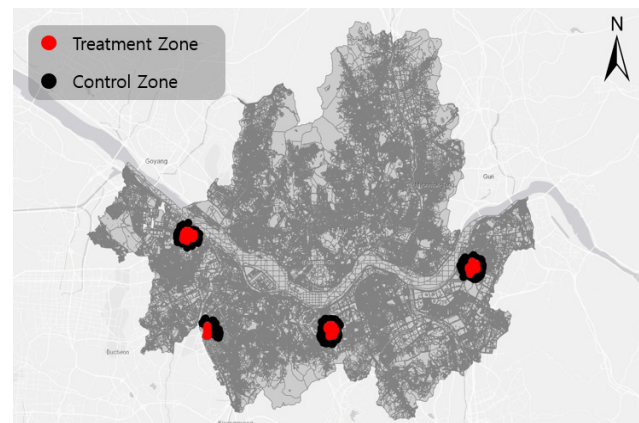 Treatment Zone
N
Control Zone
Goyang
Guri
Bucheon